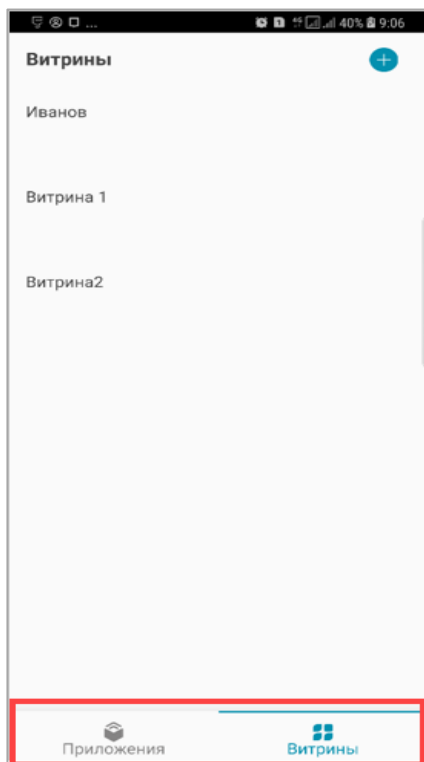 ... 40% 9:06
Витрины
Иванов
Витрина 1
Витрина2
Приложения
Витрины